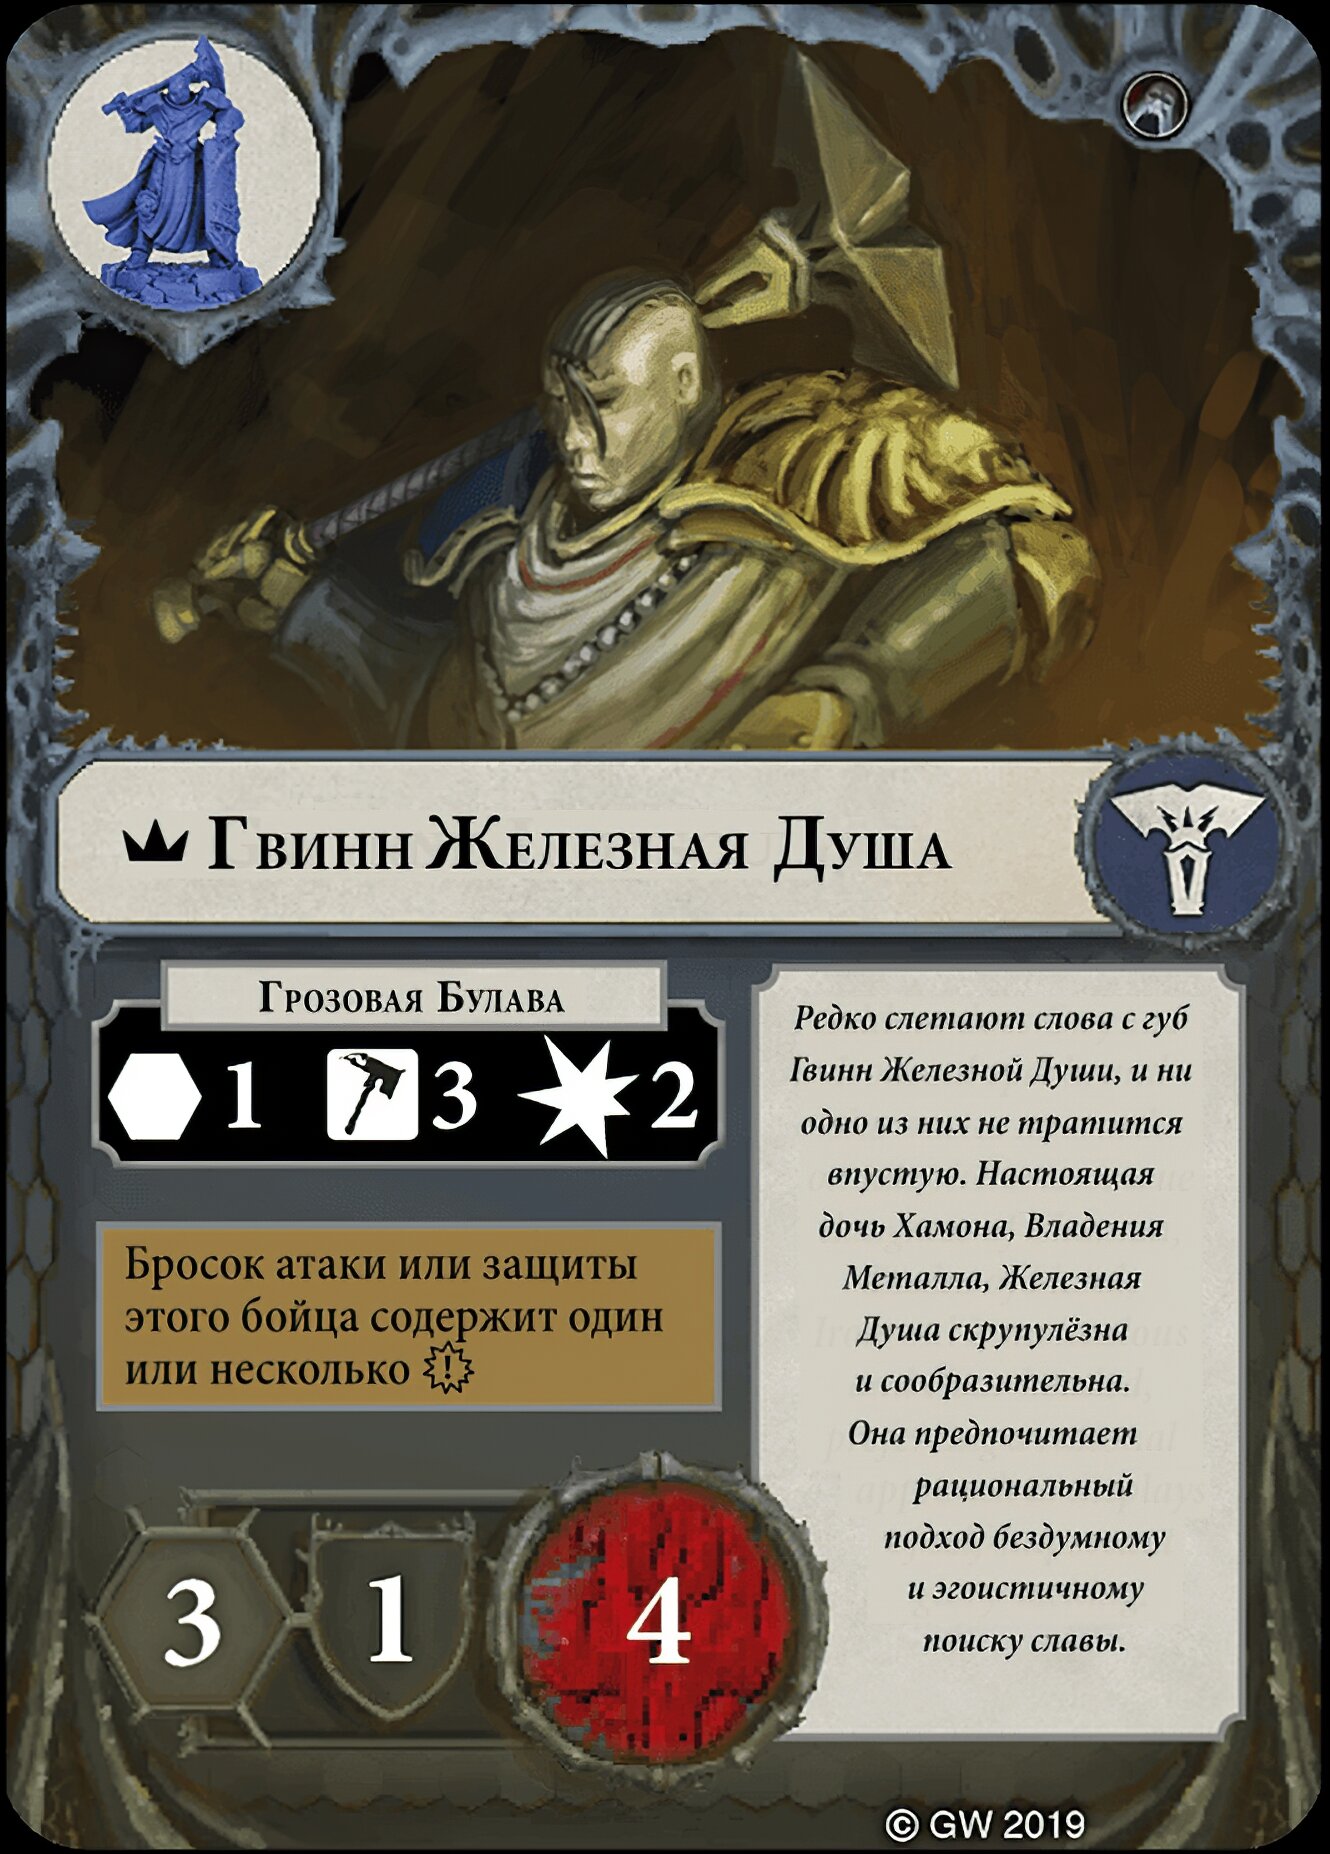 Гвинн Железная Душа
Грозовая Булава
1 3 2
Бросок атаки или защиты
этого бойца содержит один
или несколько
3 1 4
Редко слетают слова с губ
Гвинн Железной Души, и ни
одно из них не тратится
впустую. Настоящая
дочь Хамона, Владения
Металла, Железная
Душа скрупулёзна
и сообразительна.
Она предпочитает
рациональный
подход бездумному
и эгоистичному
поиску славы.
© GW 2019